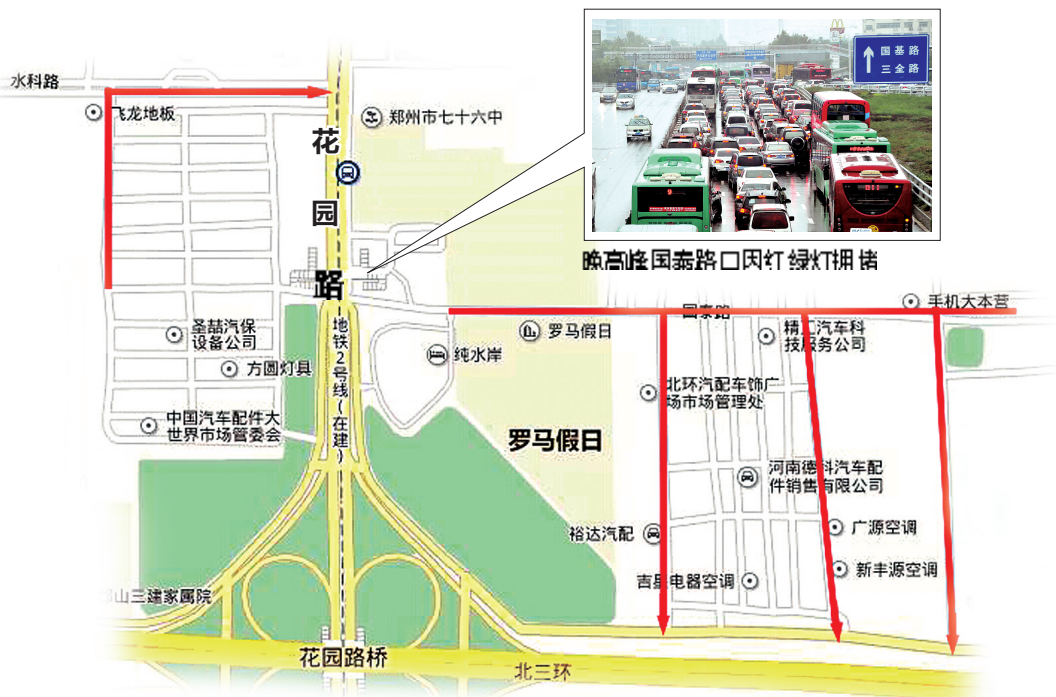 水科路
飞龙地板
郑州市七十六中
花
园
路
国基路
三全路
9
晚高峰国泰路口因红绿灯拥堵
国泰路
手机大本营
圣喆汽保
设备公司
方圆灯具
中国汽车配件大
世界市场管委会
地铁2号线(在建)
纯水岸
罗马假日
精工汽车科
技服务公司
北环汽配车饰广
场市场管理处
罗马假日
河南德科汽车配
件销售有限公司
裕达汽配
广源空调
吉星电器空调
新丰源空调
山三建家属院
花园路桥
北三环